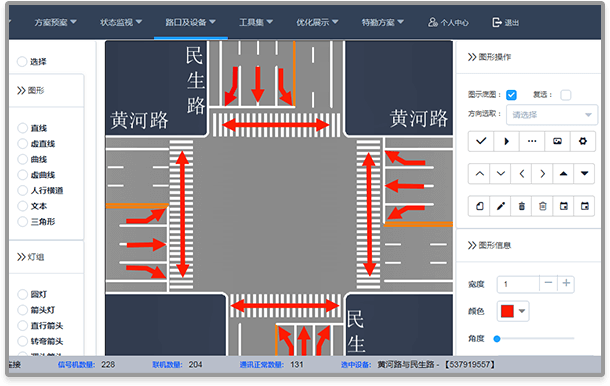 方案预案 状态监视 路口及设备 工具集 优化展示 特勤方案 个人中心 退出
选择
图形
直线
虚直线
曲线
虚曲线
人行横道
文本
三角形
灯组
圆灯
箭头灯
直行箭头
转弯箭头
民生路
黄河路
黄河路
民生
图形操作
图示底图: 复选:
方向选取: 请选择
图形信息
宽度 1
颜色
角度
连接 信号机数量: 228 联机数量: 204 通讯正常数量: 131 选中设备: 黄河路与民生路 - 【537919557】